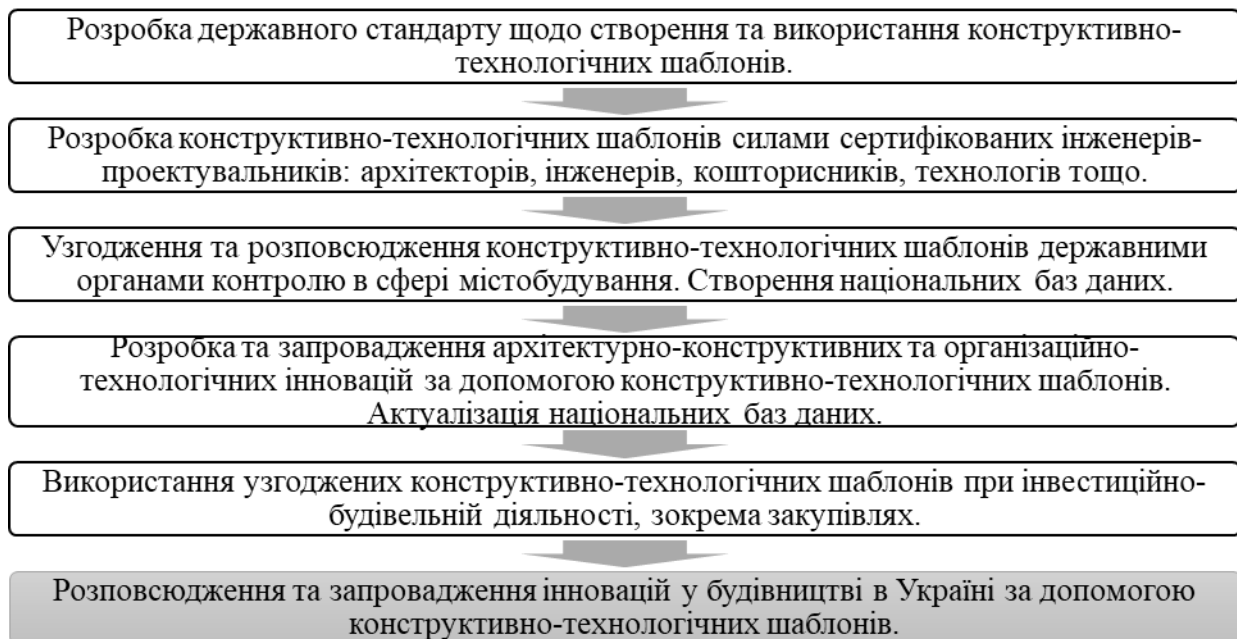 Розробка державного стандарту щодо створення та використання конструктивно-
технологічних шаблонів.
Розробка конструктивно-технологічних шаблонів силами сертифікованих інженерів-
проектувальників: архітекторів, інженерів, кошторисників, технологів тощо.
Узгодження та розповсюдження конструктивно-технологічних шаблонів державними
органами контролю в сфері містобудування. Створення національних баз даних.
Розробка та запровадження архітектурно-конструктивних та організаційно-
технологічних інновацій за допомогою конструктивно-технологічних шаблонів.
Актуалізація національних баз даних.
Використання узгоджених конструктивно-технологічних шаблонів при інвестиційно-
будівельній діяльності, зокрема закупівлях.
Розповсюдження та запровадження інновацій у будівництві в Україні за допомогою
конструктивно-технологічних шаблонів.